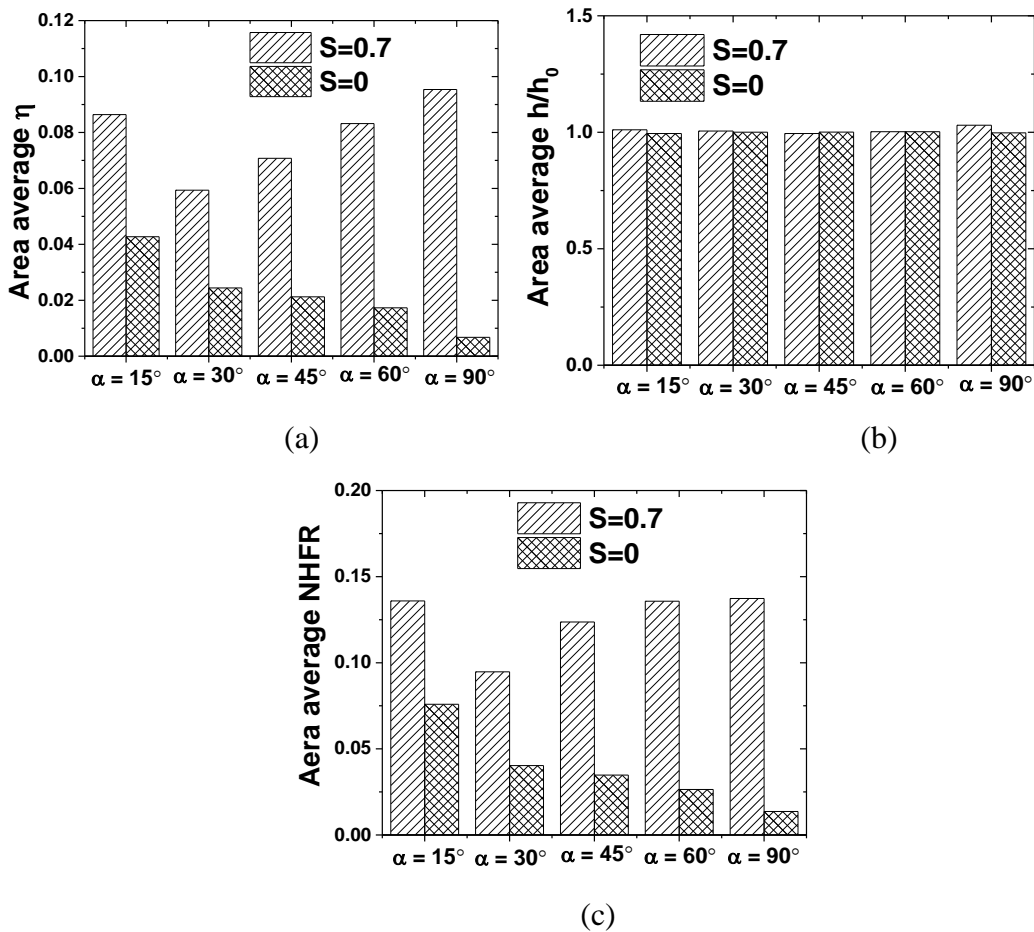 0.12
0.10
0.08
0.06
0.04
0.02
0.00
Area average η
S=0.7
S=0
α = 15° α = 30° α = 45° α = 60° α = 90°
(a)
1.5
1.0
0.5
0.0
Area average h/h₀
S=0.7
S=0
α = 15° α = 30° α = 45° α = 60° α = 90°
(b)
0.20
0.15
0.10
0.05
0.00
Aera average NHFR
S=0.7
S=0
α = 15° α = 30° α = 45° α = 60° α = 90°
(c)